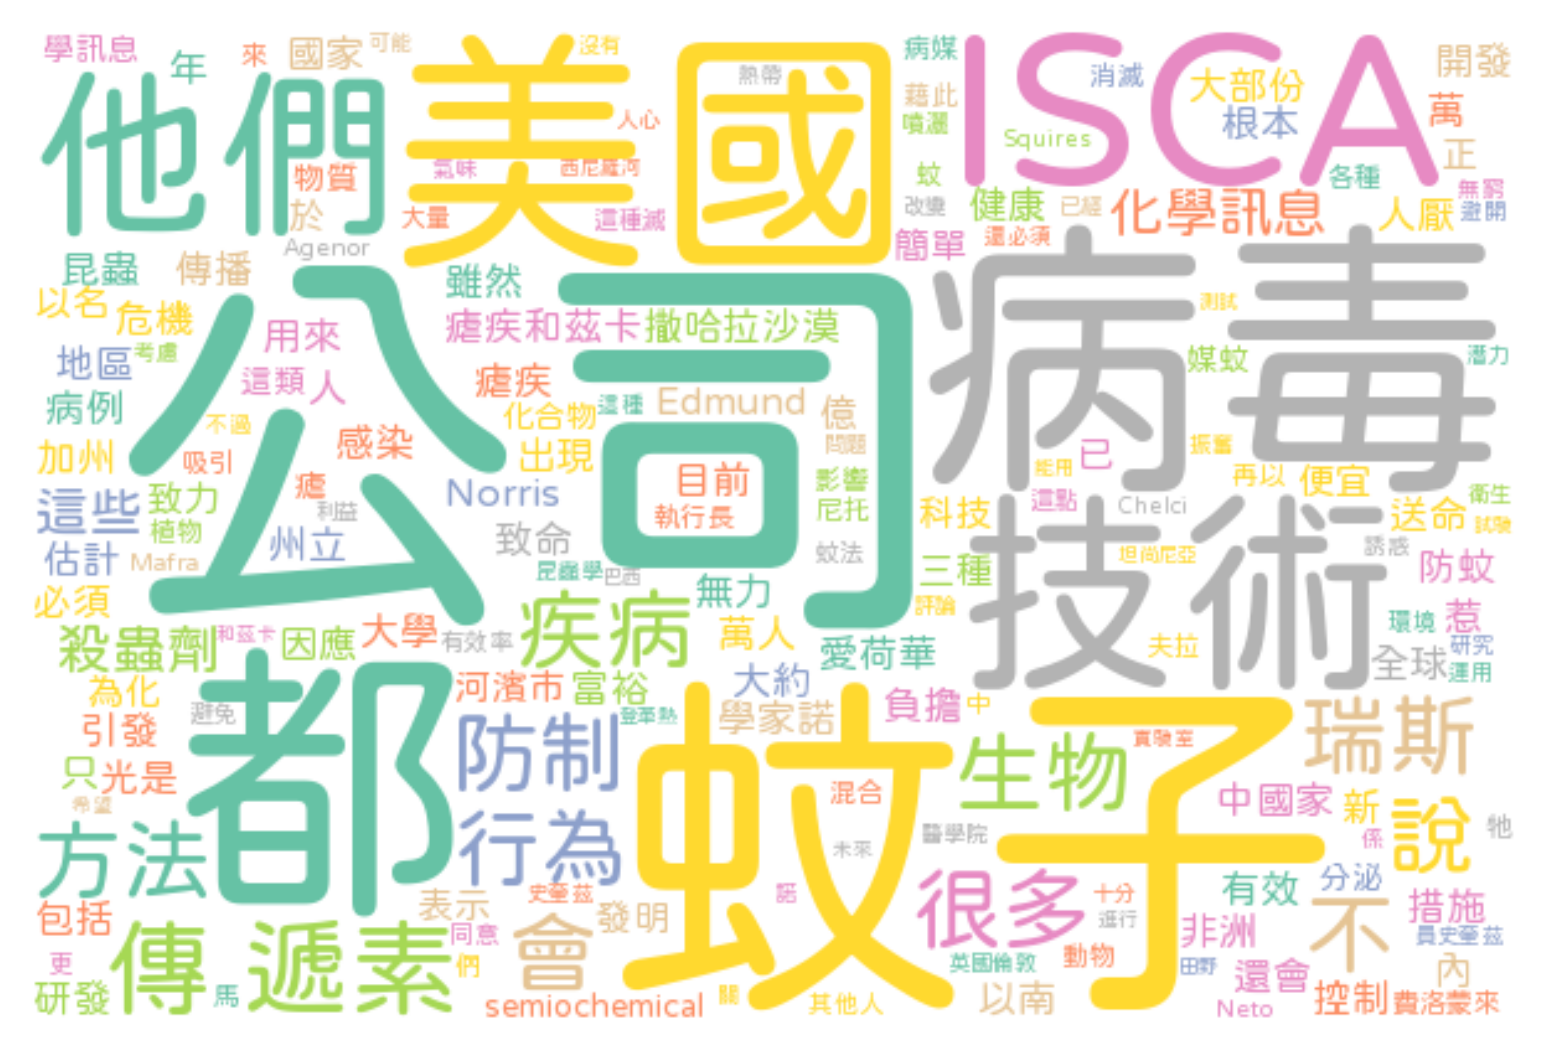 學訊息 年 來 國家 可能 沒有 病媒 消滅 大部份 開發
他們 美國 熱帶 人心 藉此 噴灑 ISCA Squires 根本 萬 正
物質 於 氣味 西尼羅河 大量 這種滅 蚊 改變 健康 已經 化學訊息 各種 無窮 避開 人厭
Agenor 昆蟲 傳播 雖然 簡單 還必須
以名 危機 用來 瘧疾和茲卡 撒哈拉沙漠 病毒 測試
地區 考慮 這類 人 瘧疾 化合物 這種 Edmund 億 媒蚊 潛力
病例 不過 感染 出現 問題 已 振奮
加州 吸引 公司 目前 影響 能用 再以 便宜 衛生
這些 致力 瘧 利益 Norris 執行長 尼托 科技 這點 Chelci 送命 試驗
植物 州立 致命 蚊法 技術 坦尚尼亞 誘惑
估計 Mafra 昆蟲學 巴西 無力 三種 防蚊
必須 疾病 評論 環境 惹
殺蟲劑 和茲卡 因應 大學 有效率 萬人 愛荷華 夫拉 全球 研究 運用
為化 河濱市 富裕 大約
引發 避免 都 登革熱 學家諾 負擔 中 實驗室 瑞斯
只 光是 防制 蚊子 生物 中國家 新
希望 混合 說 牠
方法 行為 未來 醫學院 係
包括 表示 史奎茲 發明 諾 很多 十分 進行 有效 分泌 措施
傳 遞 素 同意 會 非洲 不 員史奎茲
更 們 英國倫敦 動物 田野 還會 內
研發 馬 semiochemical 關 其他人 以南 Neto 控制 費洛蒙來